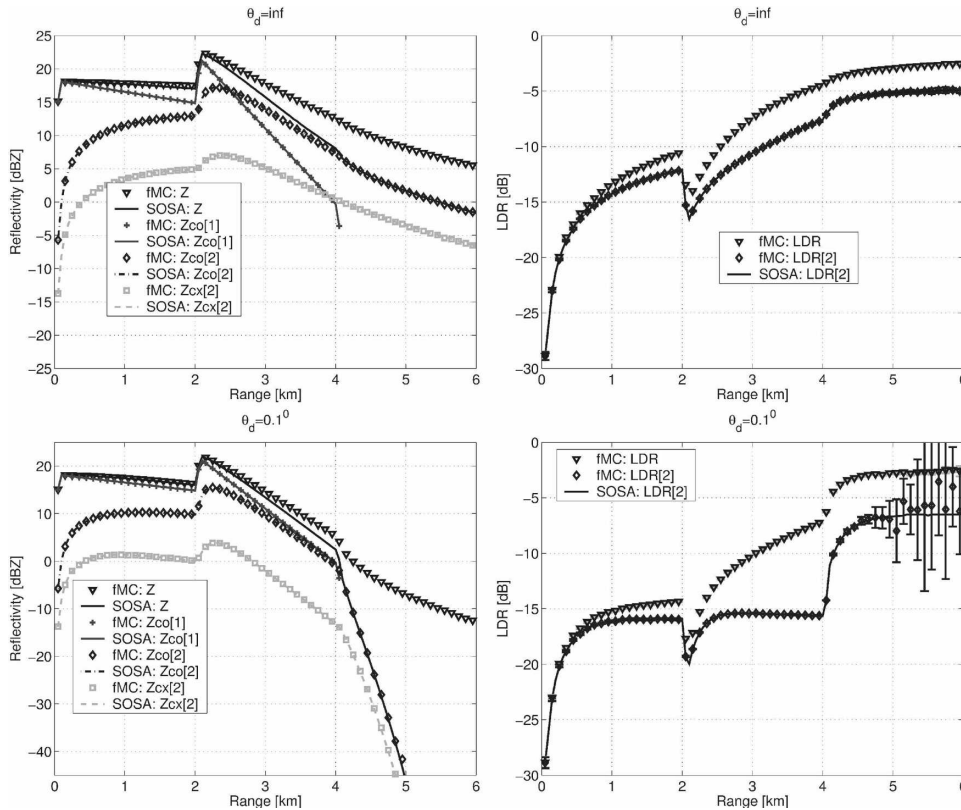 θd=inf
25
20
15
10
5
0
−5
−10
−15
−20
−25
0 1 2 3 4 5 6
Reflectivity [dBZ]
Range [km]
fMC: Z
SOSA: Z
fMC: Zco[1]
SOSA: Zco[1]
fMC: Zco[2]
SOSA: Zco[2]
fMC: Zcx[2]
SOSA: Zcx[2]
θd=inf
0
−5
−10
−15
−20
−25
−30
0 1 2 3 4 5 6
LDR [dB]
Range [km]
fMC: LDR
fMC: LDR[2]
SOSA: LDR[2]
θd=0.1⁰
20
10
0
−10
−20
−30
−40
0 1 2 3 4 5 6
Reflectivity [dBZ]
Range [km]
fMC: Z
SOSA: Z
fMC: Zco[1]
SOSA: Zco[1]
fMC: Zco[2]
SOSA: Zco[2]
fMC: Zcx[2]
SOSA: Zcx[2]
θd=0.1⁰
0
−5
−10
−15
−20
−25
−30
0 1 2 3 4 5 6
LDR [dB]
Range [km]
fMC: LDR
fMC: LDR[2]
SOSA: LDR[2]